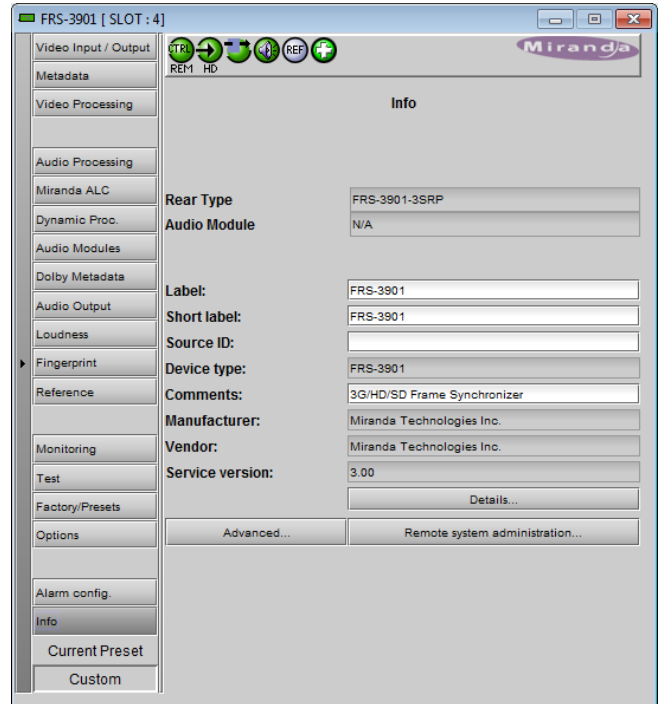 FRS-3901 [ SLOT : 4]
Video Input / Output
Metadata
Video Processing
Audio Processing
Miranda ALC
Dynamic Proc.
Audio Modules
Dolby Metadata
Audio Output
Loudness
Fingerprint
Reference
Monitoring
Test
Factory/Presets
Options
Alarm config.
Info
Current Preset
Custom
CTRL REF
REM HD
Miranda
Info
Rear Type FRS-3901-3SRP
Audio Module N/A
Label: FRS-3901
Short label: FRS-3901
Source ID:
Device type: FRS-3901
Comments: 3G/HD/SD Frame Synchronizer
Manufacturer: Miranda Technologies Inc.
Vendor: Miranda Technologies Inc.
Service version: 3.00
Details...
Advanced... Remote system administration...